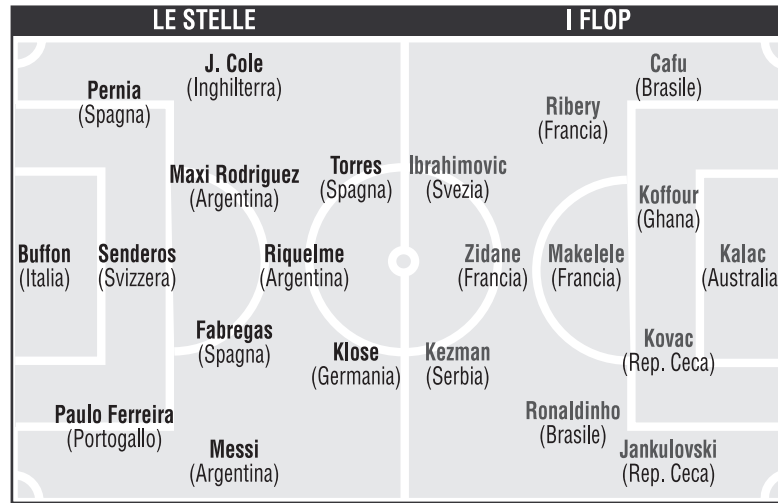 LE STELLE
Buffon
(Italia)
Pernia
(Spagna)
Senderos
(Svizzera)
Paulo Ferreira
(Portogallo)
J. Cole
(Inghilterra)
Maxi Rodriguez
(Argentina)
Riquelme
(Argentina)
Fabregas
(Spagna)
Messi
(Argentina)
Torres
(Spagna)
Klose
(Germania)
I FLOP
Ibrahimovic
(Svezia)
Kezman
(Serbia)
Zidane
(Francia)
Ribery
(Francia)
Makelele
(Francia)
Ronaldinho
(Brasile)
Cafu
(Brasile)
Koffour
(Ghana)
Kovac
(Rep. Ceca)
Jankulovski
(Rep. Ceca)
Kalac
(Australia)